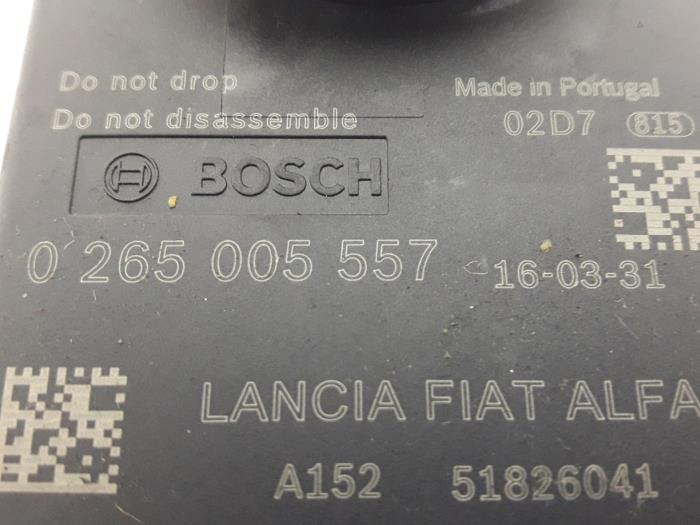 Do not drop
Made in Portugal
Do not disassemble
02D7 815
BOSCH
0 265 005 557
16-03-31
LANCIA FIAT ALFA
A152 51826041